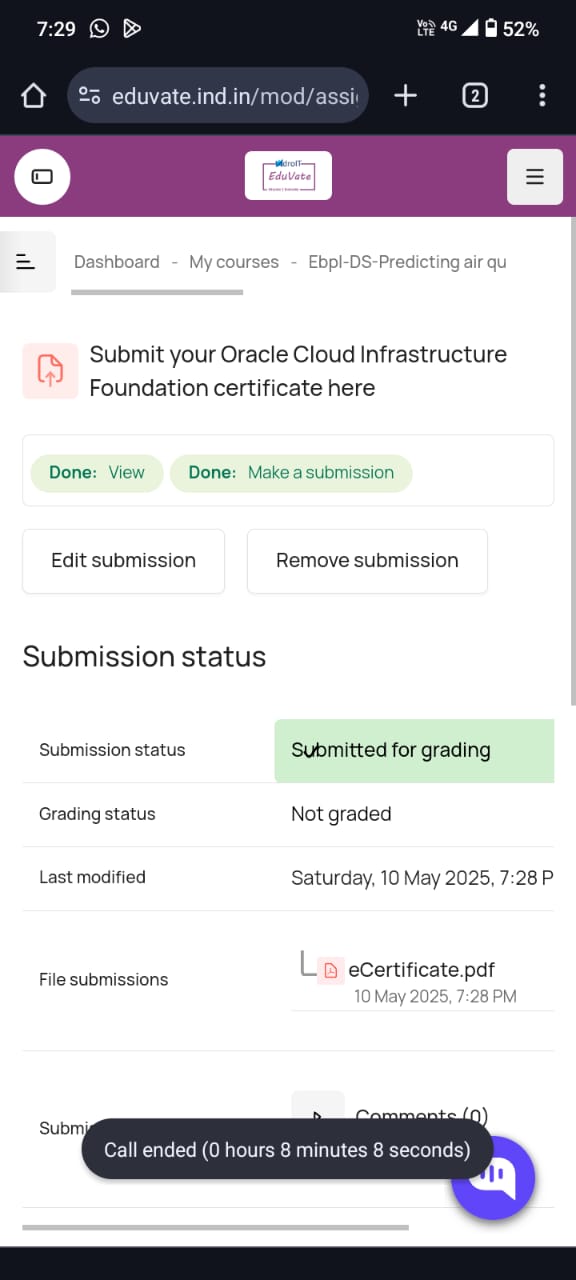 7:29 Vo LTE 4G 52%
eduvate.ind.in/mod/assi 2
EduVate
Dashboard - My courses - Ebpl-DS-Predicting air qu
Submit your Oracle Cloud Infrastructure
Foundation certificate here
Done: View Done: Make a submission
Edit submission Remove submission
Submission status
Submission status Submitted for grading
Grading status Not graded
Last modified Saturday, 10 May 2025, 7:28 P
File submissions eCertificate.pdf
10 May 2025, 7:28 PM
Submi Comments (0)
Call ended (0 hours 8 minutes 8 seconds)